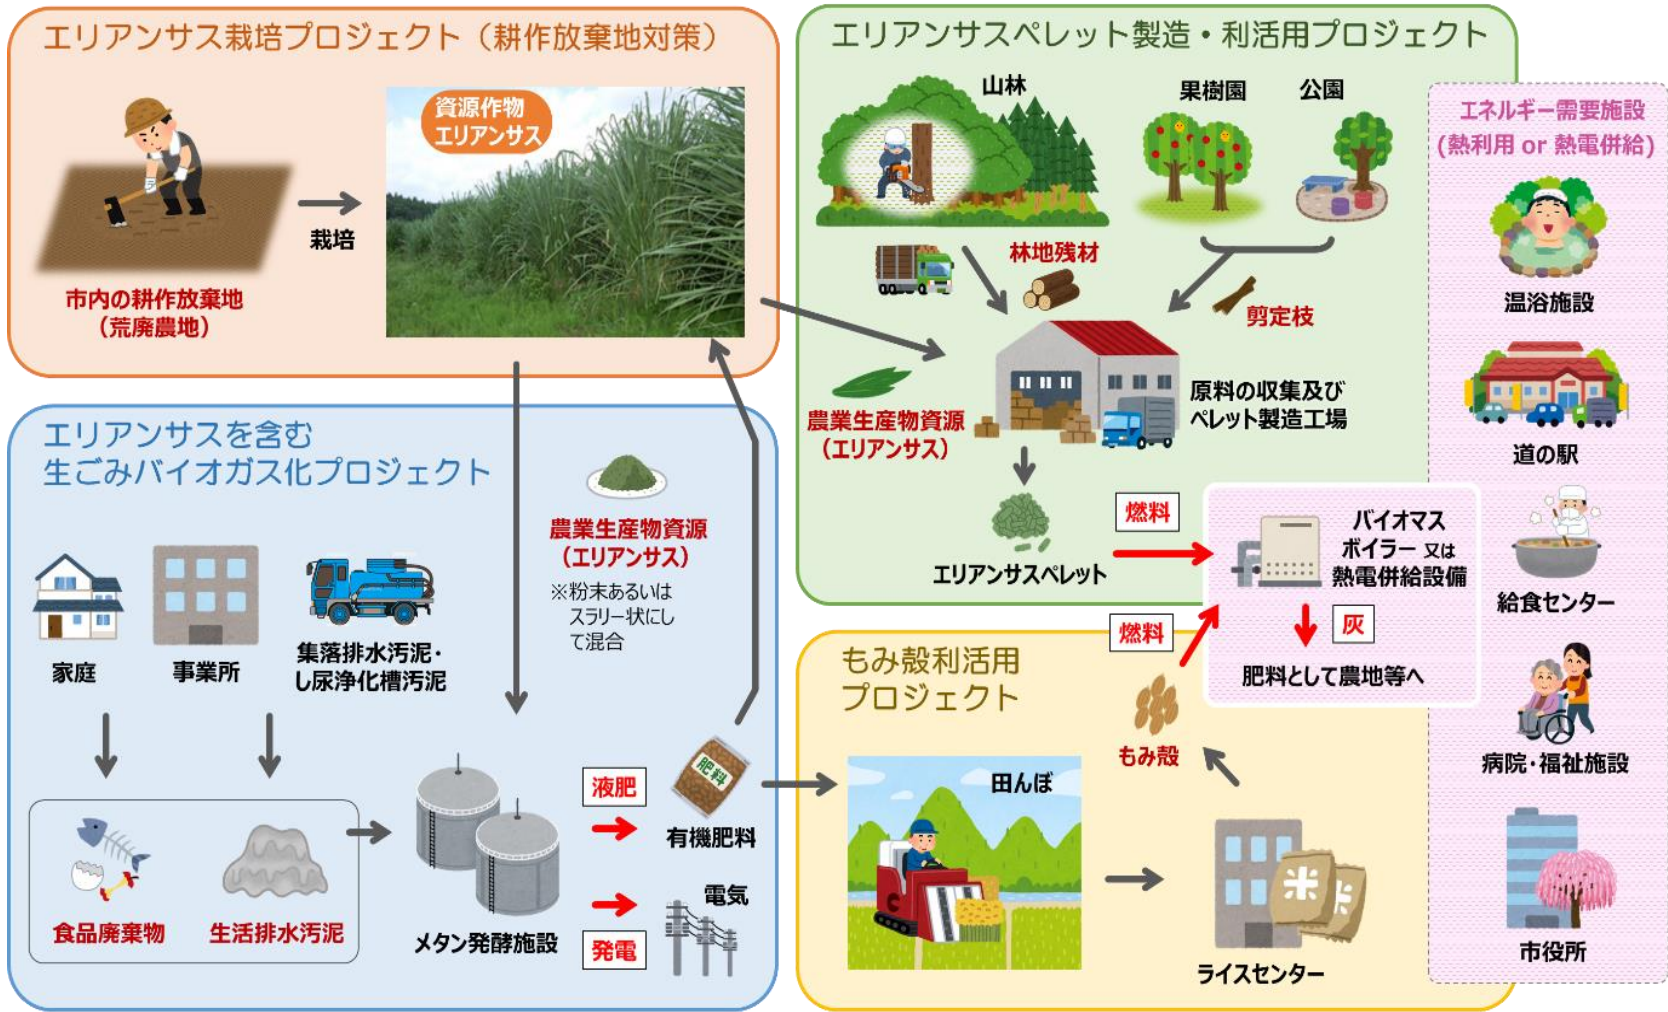 エリアンサス栽培プロジェクト（耕作放棄地対策）
資源作物
エリアンサス
栽培
市内の耕作放棄地
（荒廃農地）
エリアンサスペレット製造・利活用プロジェクト
山林
果樹園
公園
林地残材
剪定枝
農業生産物資源
（エリアンサス）
原料の収集及び
ペレット製造工場
エリアンサスペレット
燃料
バイオマス
ボイラー 又は
熱電併給設備
灰
肥料として農地等へ
エネルギー需要施設
(熱利用 or 熱電併給)
温浴施設
道の駅
給食センター
病院・福祉施設
市役所
エリアンサスを含む
生ごみバイオガス化プロジェクト
農業生産物資源
（エリアンサス）
※粉末あるいは
スラリー状にし
て混合
家庭
事業所
集落排水汚泥・
し尿浄化槽汚泥
食品廃棄物
生活排水汚泥
メタン発酵施設
液肥
肥料
有機肥料
発電
電気
もみ殻利活用
プロジェクト
燃料
もみ殻
田んぼ
米
米
ライスセンター